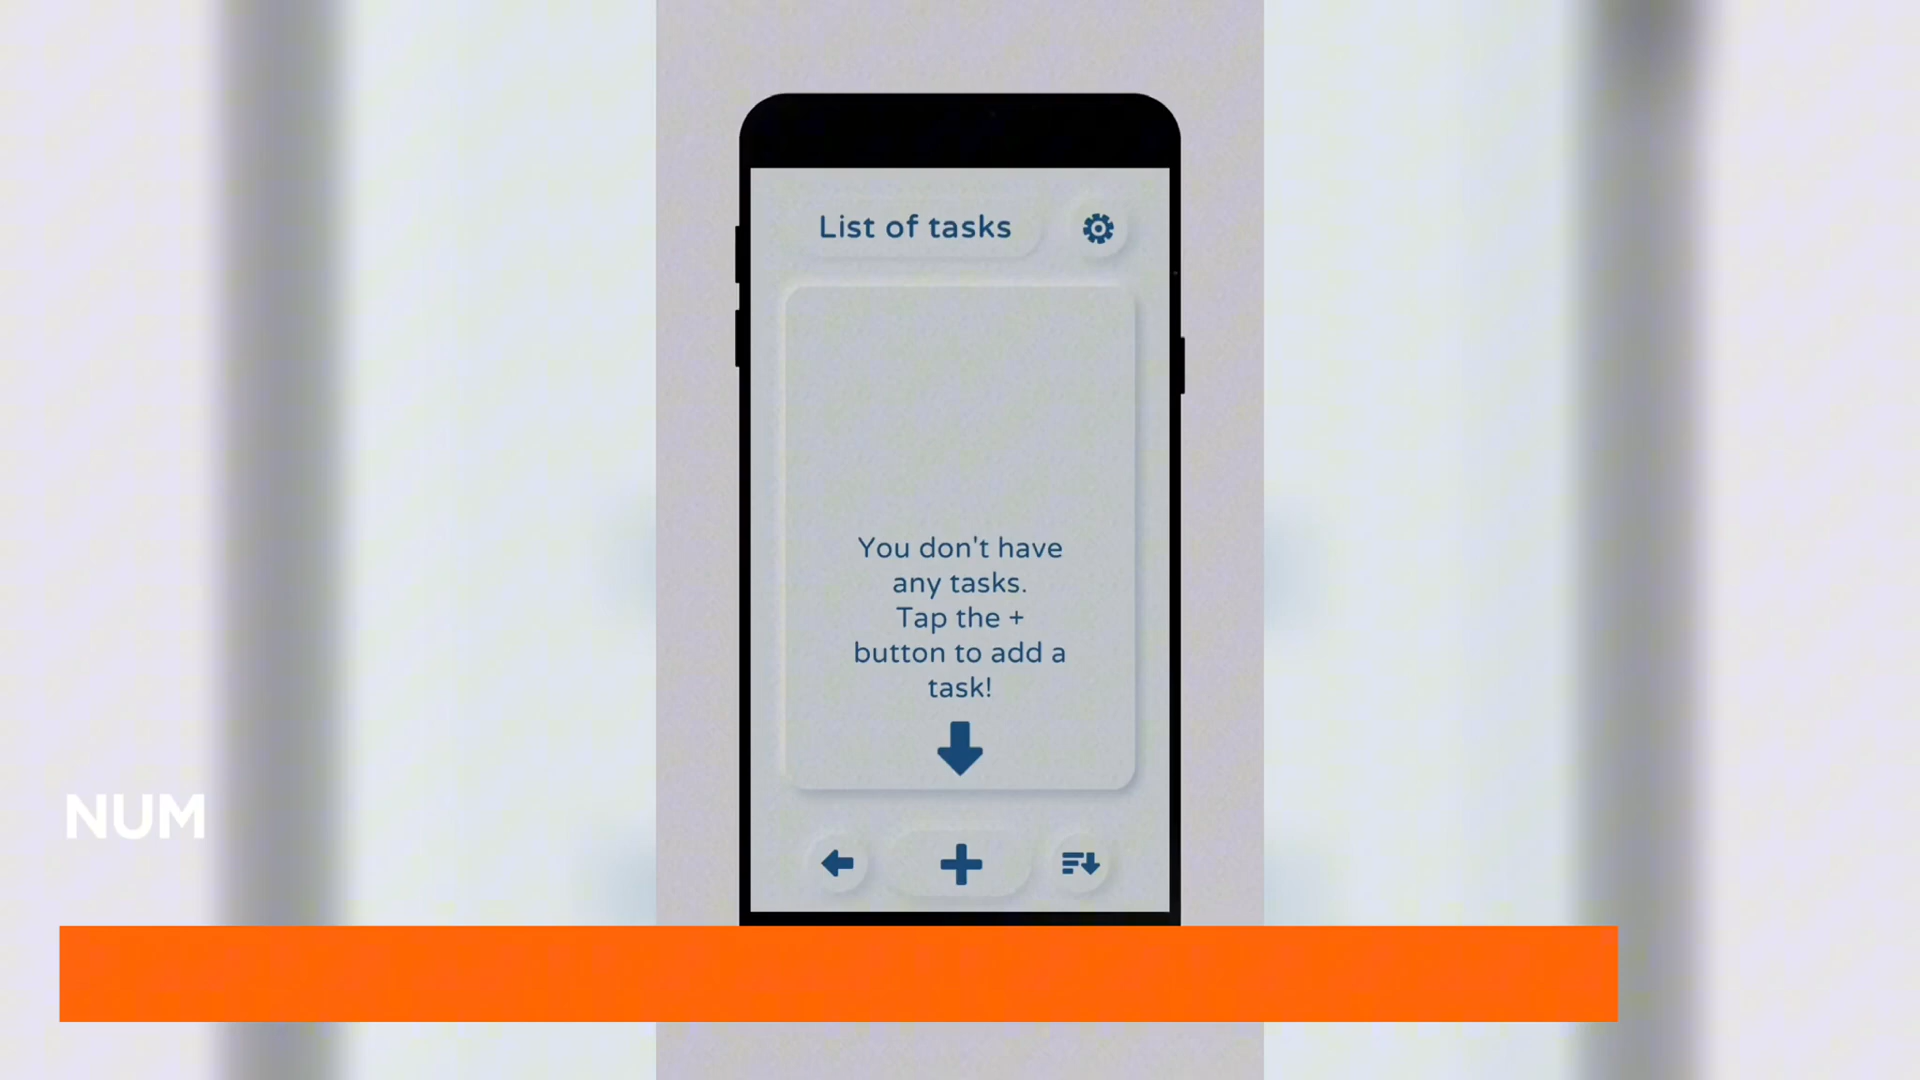 List of tasks
You don't have
any tasks.
Tap the +
button to add a
task!
NUM